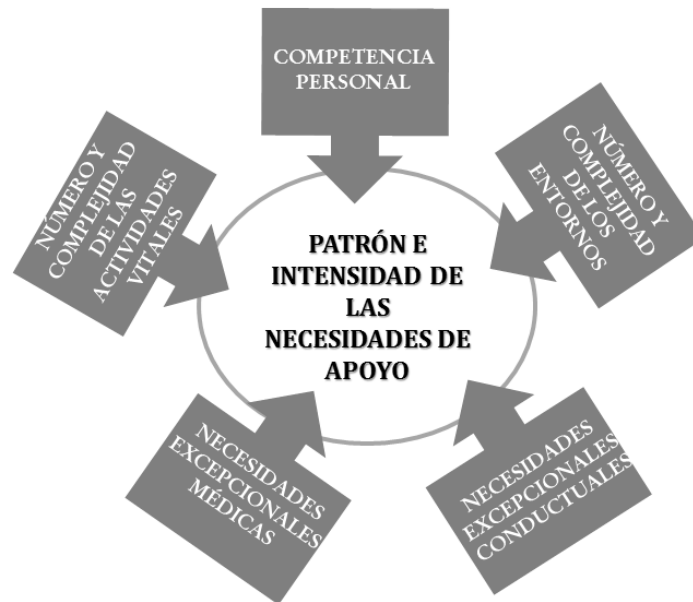 COMPETENCIA
PERSONAL
NÚMERO Y
COMPLEJIDAD
DE LAS
ACTIVIDADES
VITALES
NÚMERO Y
COMPLEJIDAD
DE LOS
ENTORNOS
PATRÓN E
INTENSIDAD DE
LAS
NECESIDADES DE
APOYO
NECESIDADES
EXCEPCIONALES
MÉDICAS
NECESIDADES
EXCEPCIONALES
CONDUCTUALES